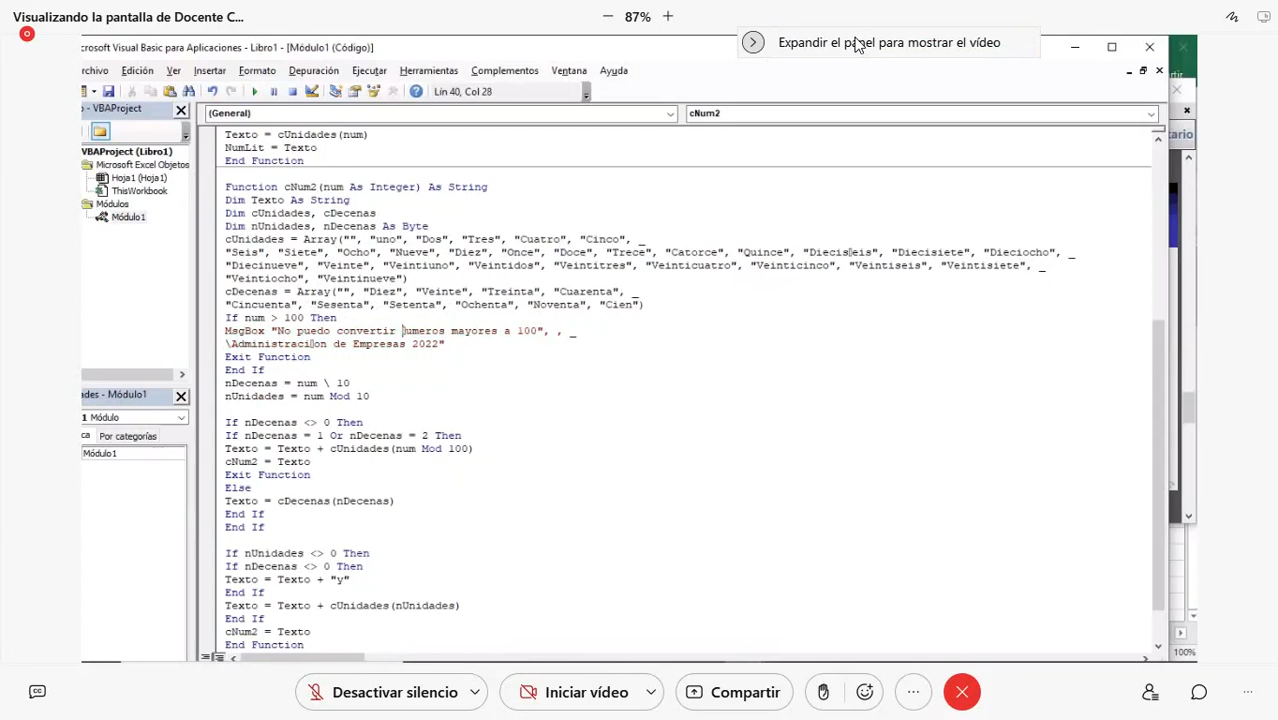 Visualizando la pantalla de Docente C...
87%
Expandir el panel para mostrar el vídeo
crosoft Visual Basic para Aplicaciones - Libro1 - [Módulo1 (Código)]
archivo Edición Ver Insertar Formato Depuración Ejecutar Herramientas Complementos Ventana Ayuda
Lín 40, Col 28
o - VBAProject
(General)
cNum2
VBAProject (Libro1)
Microsoft Excel Objetos
Hoja1 (Hoja1)
ThisWorkbook
Módulos
Módulo1
Texto = cUnidades(num)
NumLit = Texto
End Function
Function cNum2(num As Integer) As String
Dim Texto As String
Dim cUnidades, cDecenas
Dim nUnidades, nDecenas As Byte
cUnidades = Array("", "uno", "Dos", "Tres", "Cuatro", "Cinco", _
"Seis", "Siete", "Ocho", "Nueve", "Diez", "Once", "Doce", "Trece", "Catorce", "Quince", "Diecis▯eis", "Diecisiete", "Dieciocho", _
"Diecinueve", "Veinte", "Veintiuno", "Veintidos", "Veintitres", "Veinticuatro", "Veinticinco", "Veintiseis", "Veintisiete", _
"Veintiocho", "Veintinueve")
cDecenas = Array("", "Diez", "Veinte", "Treinta", "Cuarenta", _
"Cincuenta", "Sesenta", "Setenta", "Ochenta", "Noventa", "Cien")
If num > 100 Then
MsgBox "No puedo convertir ▯umeros mayores a 100", , _
\Administraci▯on de Empresas 2022"
Exit Function
End If
nDecenas = num \ 10
nUnidades = num Mod 10
If nDecenas <> 0 Then
If nDecenas = 1 Or nDecenas = 2 Then
Texto = Texto + cUnidades(num Mod 100)
cNum2 = Texto
Exit Function
Else
Texto = cDecenas(nDecenas)
End If
End If
If nUnidades <> 0 Then
If nDecenas <> 0 Then
Texto = Texto + "y"
End If
Texto = Texto + cUnidades(nUnidades)
End If
cNum2 = Texto
End Function
ades - Módulo1
1 Módulo
ca Por categorías
Módulo1
tir
tario
100%
Desactivar silencio
Iniciar vídeo
Compartir